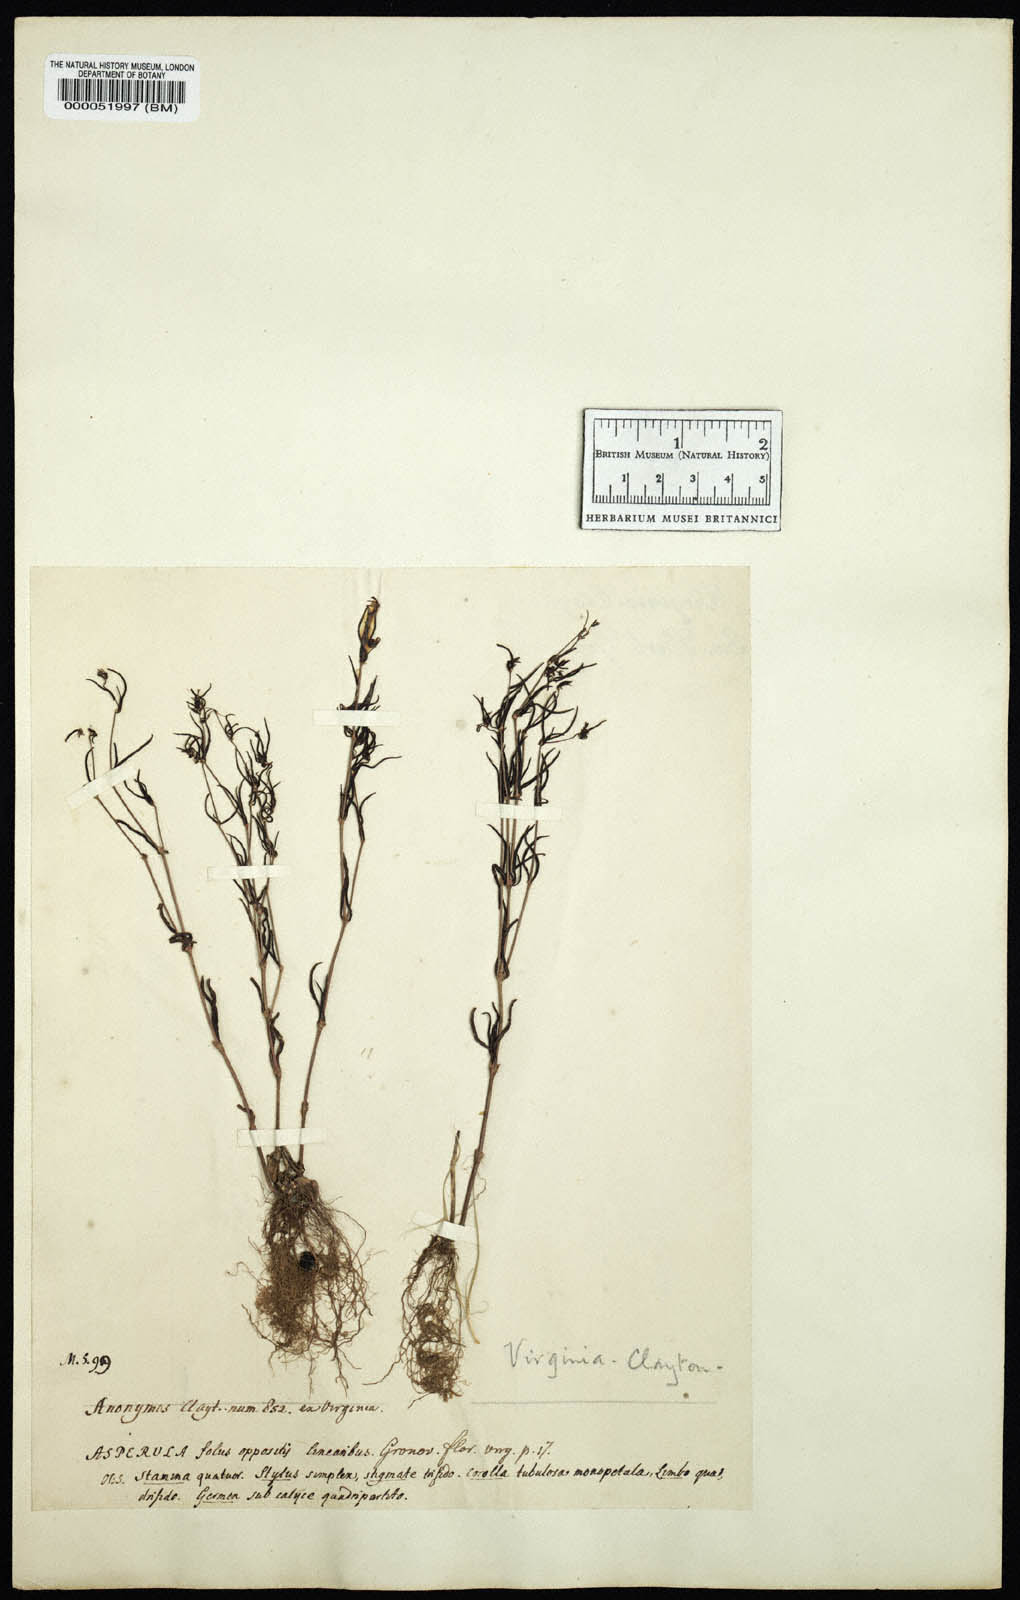 THE NATURAL HISTORY MUSEUM, LONDON
DEPARTMENT OF BOTANY
000051997 (BM)
1 2
BRITISH MUSEUM (NATURAL HISTORY)
1 2 3 4 5
HERBARIUM MUSEI BRITANNICI
Virginia - Clayton -
M.S. 99
Anonymos Clayt. num. 852. ex Virginia.
ASPERULA foliis oppositis linearibus. Gronov. flor. virg. p. 17.
Obs. Stamina quatuor. Stylus simplex, stigmate trifido. Corolla tubulosa, monopetala, Limbo qua,
drifido. Germen sub calyce quadripartito.